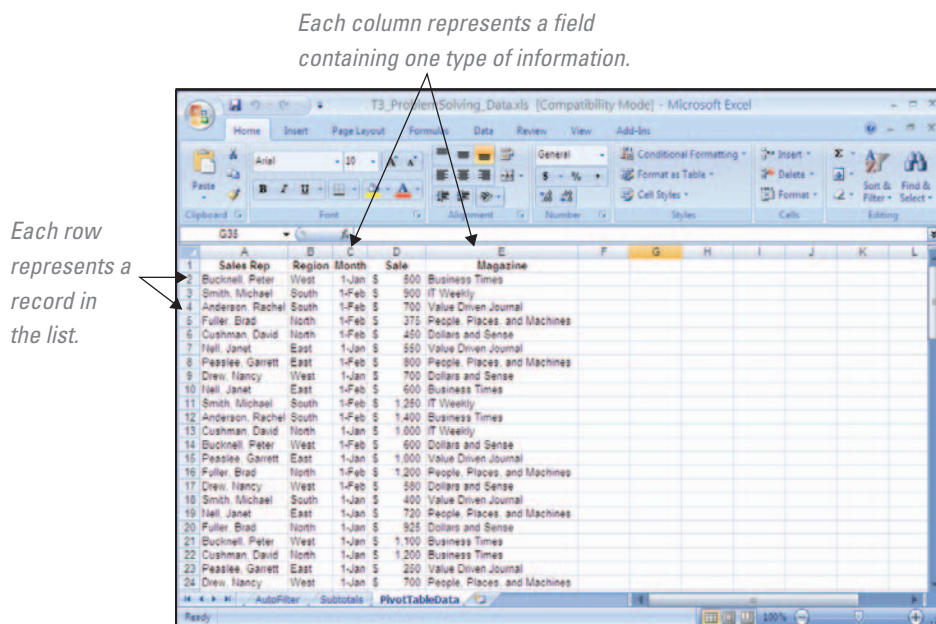 Each column represents a field
containing one type of information.
T3_ProblemSolving_Data.xls [Compatibility Mode] - Microsoft Excel
Home Insert Page Layout Formulas Data Review View Add-Ins
Paste
Arial 10
B I U
General
$ % ,
Conditional Formatting
Format as Table
Cell Styles
Insert
Delete
Format
Σ
Sort & Filter
Find & Select
Clipboard Font Alignment Number Styles Cells Editing
Each row
represents a
record in
the list.
G35 fx
A B C D E F G H I J K L
1 Sales Rep Region Month Sale Magazine
2 Bucknell, Peter West 1-Jan $ 500 Business Times
3 Smith, Michael South 1-Feb $ 900 IT Weekly
4 Anderson, Rachel South 1-Feb $ 700 Value Driven Journal
5 Fuller, Brad North 1-Feb $ 375 People, Places, and Machines
6 Cushman, David North 1-Feb $ 450 Dollars and Sense
7 Nell, Janet East 1-Jan $ 550 Value Driven Journal
8 Peaslee, Garrett East 1-Feb $ 800 People, Places, and Machines
9 Drew, Nancy West 1-Jan $ 700 Dollars and Sense
10 Nell, Janet East 1-Feb $ 600 Business Times
11 Smith, Michael South 1-Feb $ 1,250 IT Weekly
12 Anderson, Rachel South 1-Feb $ 1,400 Business Times
13 Cushman, David North 1-Jan $ 1,000 IT Weekly
14 Bucknell, Peter West 1-Feb $ 600 Dollars and Sense
15 Peaslee, Garrett East 1-Jan $ 1,000 Value Driven Journal
16 Fuller, Brad North 1-Feb $ 1,200 People, Places, and Machines
17 Drew, Nancy West 1-Feb $ 580 Dollars and Sense
18 Smith, Michael South 1-Jan $ 400 Value Driven Journal
19 Nell, Janet East 1-Jan $ 720 People, Places, and Machines
20 Fuller, Brad North 1-Jan $ 925 Dollars and Sense
21 Bucknell, Peter West 1-Jan $ 1,100 Business Times
22 Cushman, David North 1-Jan $ 1,200 Business Times
23 Peaslee, Garrett East 1-Jan $ 250 Value Driven Journal
24 Drew, Nancy West 1-Jan $ 700 People, Places, and Machines
AutoFilter Subtotals PivotTableData
Ready 100%